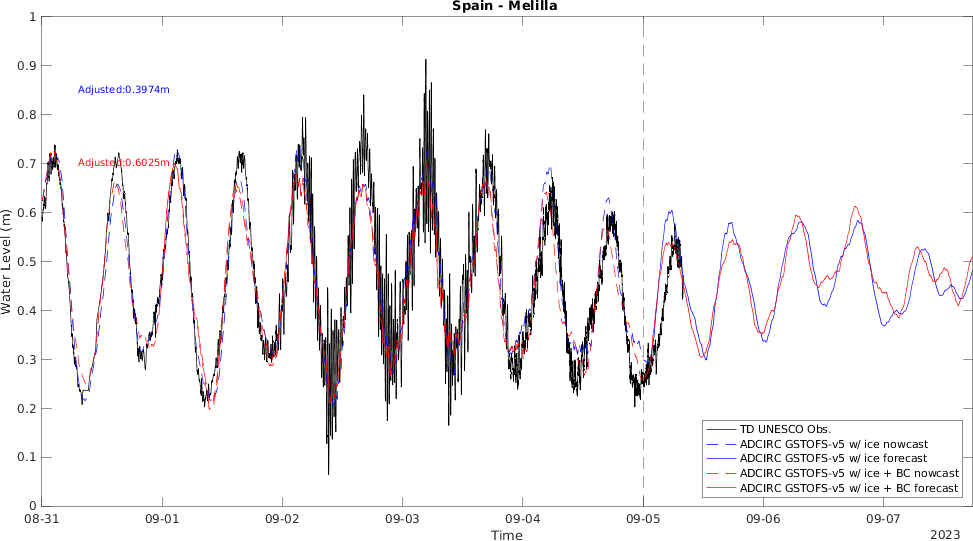 Spain - Melilla
1
0.9
0.8
0.7
0.6
0.5
0.4
0.3
0.2
0.1
0
Water Level (m)
Adjusted:0.3974m
Adjusted:0.6025m
TD UNESCO Obs.
ADCIRC GSTOFS-v5 w/ ice nowcast
ADCIRC GSTOFS-v5 w/ ice forecast
ADCIRC GSTOFS-v5 w/ ice + BC nowcast
ADCIRC GSTOFS-v5 w/ ice + BC forecast
08-31 09-01 09-02 09-03 09-04 09-05 09-06 09-07
Time
2023